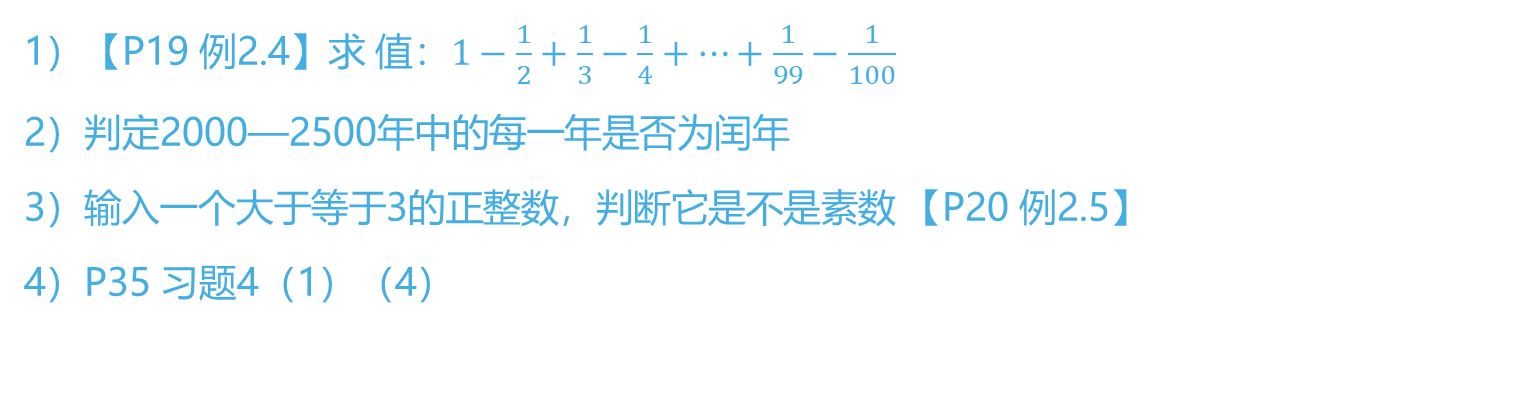 1）【P19 例2.4】求 值：1 − 1/2 + 1/3 − 1/4 + ⋯ + 1/99 − 1/100
2）判定2000—2500年中的每一年是否为闰年
3）输入一个大于等于3的正整数，判断它是不是素数【P20 例2.5】
4）P35 习题4（1）（4）